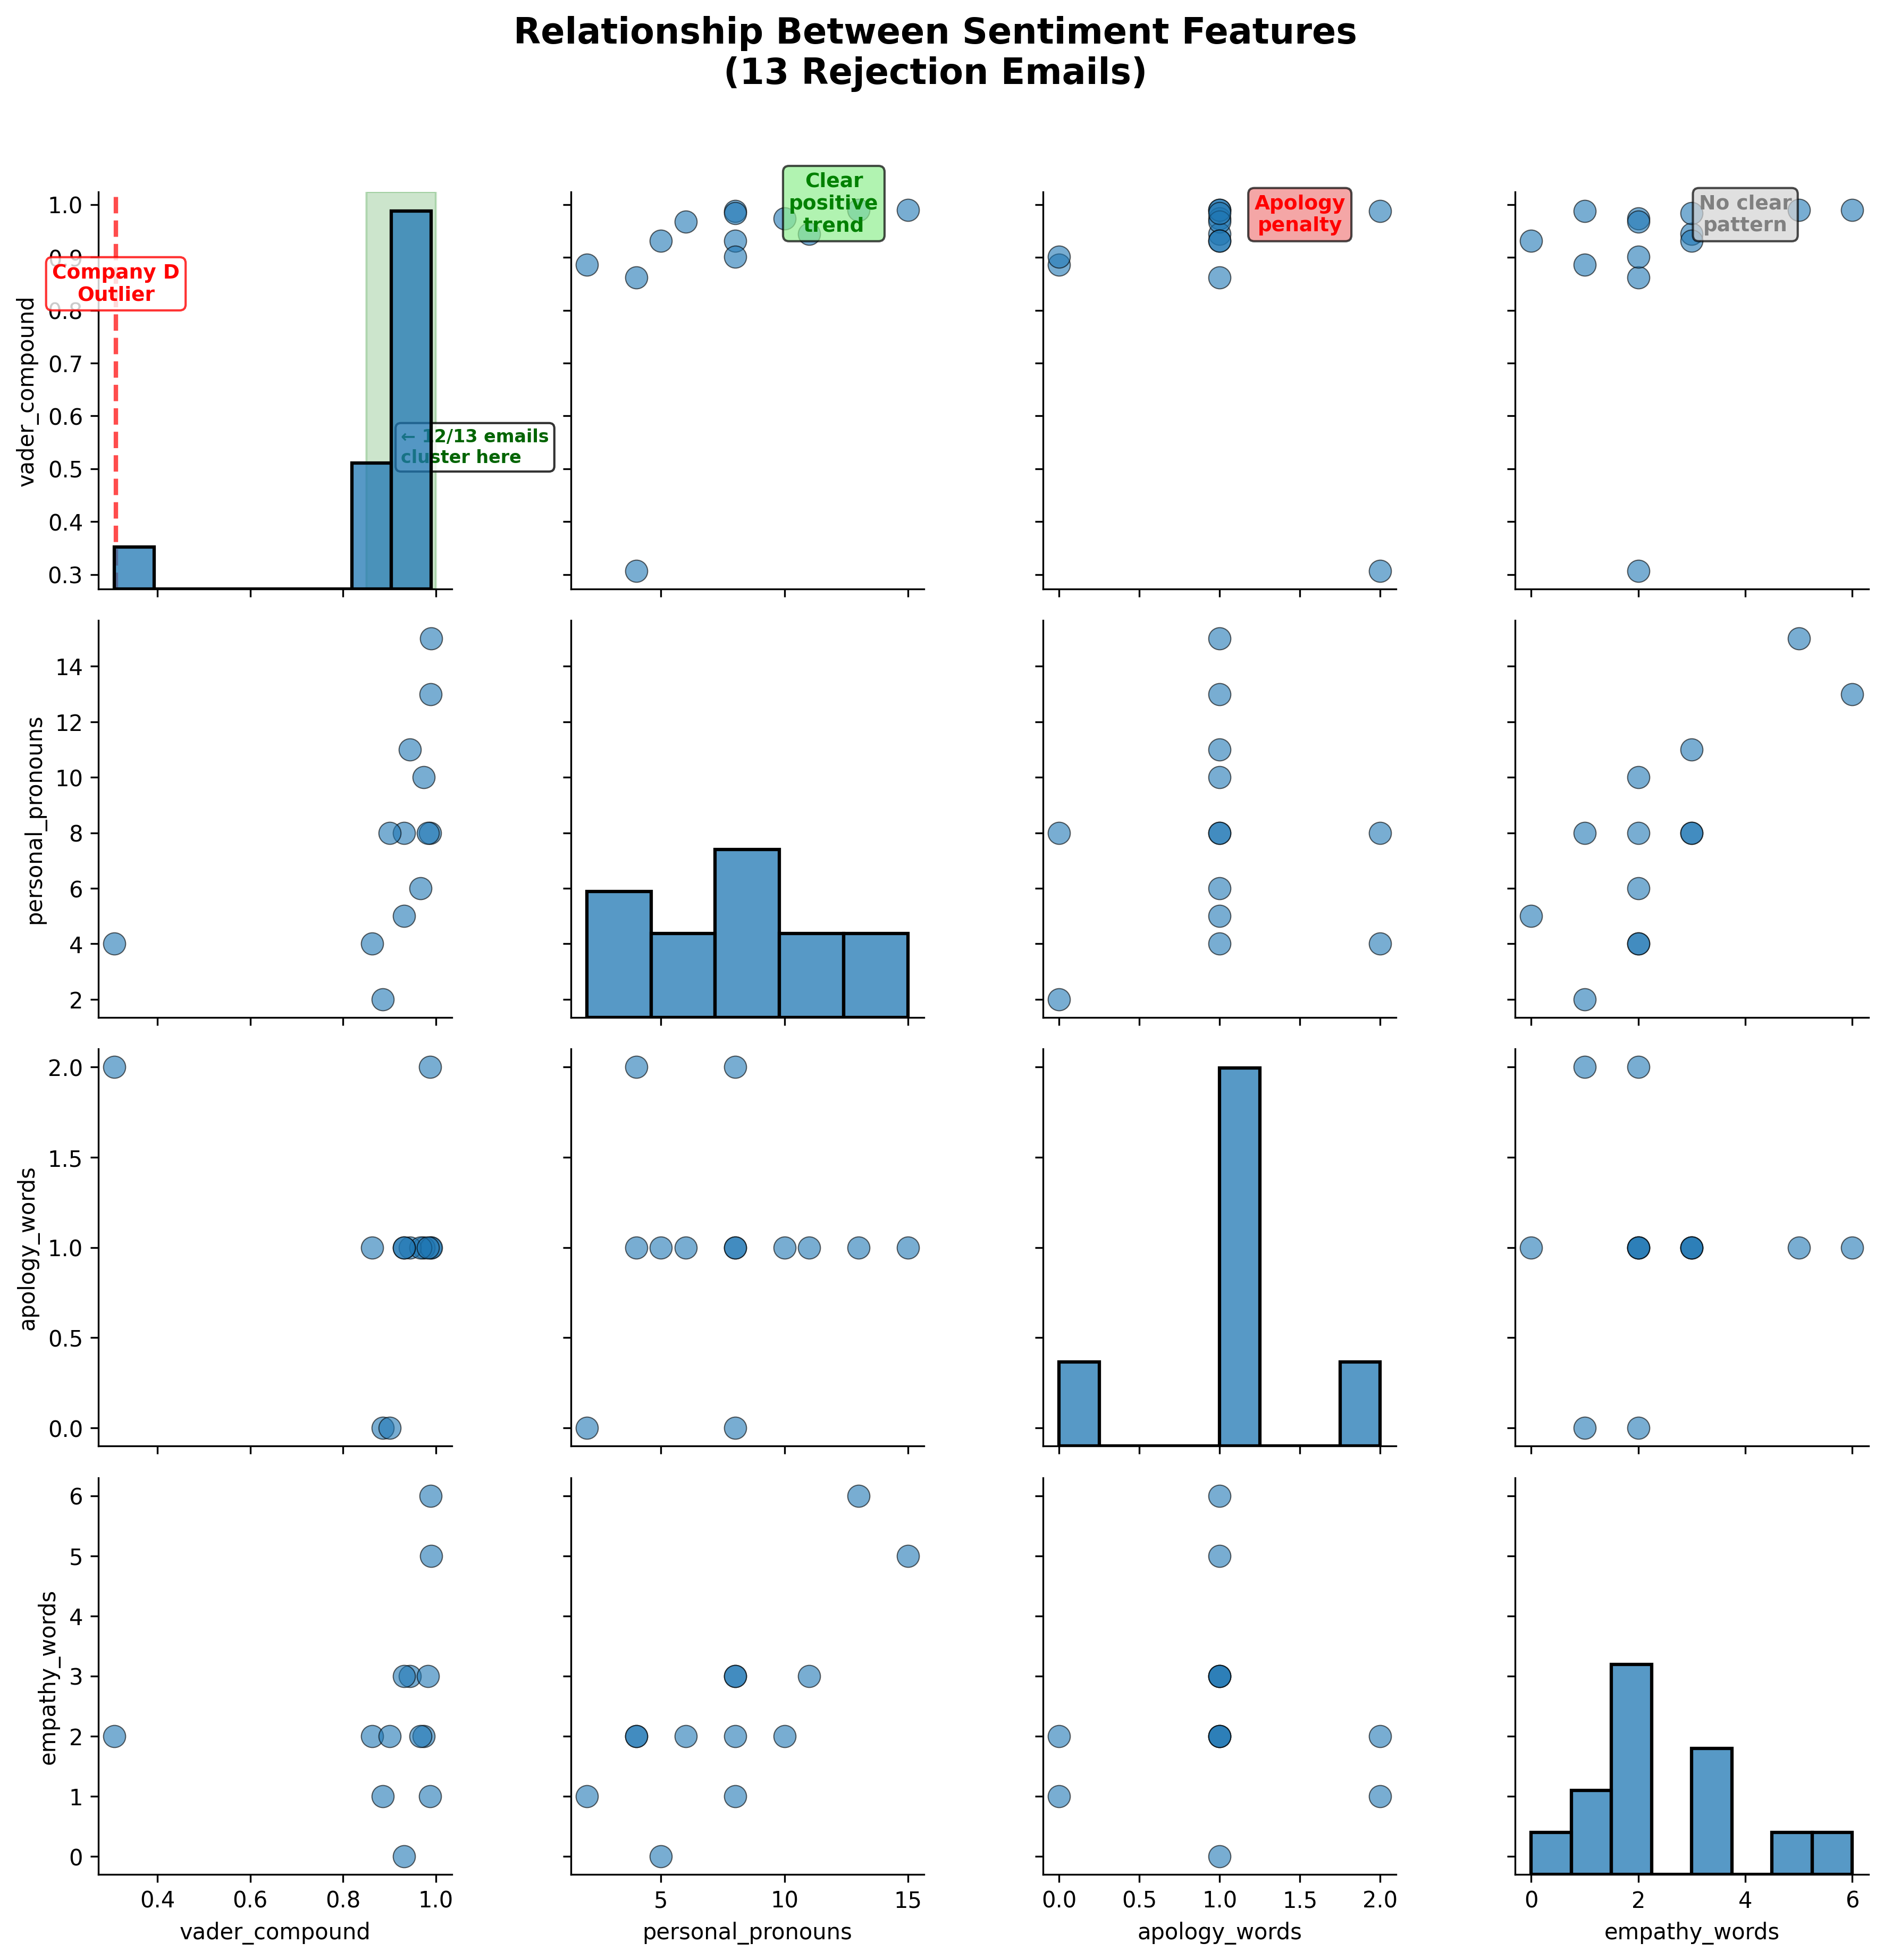 Relationship Between Sentiment Features
(13 Rejection Emails)
1.0
0.9
0.8
0.7
0.6
0.5
0.4
0.3
vader_compound
Company D
Outlier
← 12/13 emails
cluster here
Clear
positive
trend
Apology
penalty
No clear
pattern
14
12
10
8
6
4
2
personal_pronouns
2.0
1.5
1.0
0.5
0.0
apology_words
6
5
4
3
2
1
0
empathy_words
0.4 0.6 0.8 1.0
vader_compound
5 10 15
personal_pronouns
0.0 0.5 1.0 1.5 2.0
apology_words
0 2 4 6
empathy_words